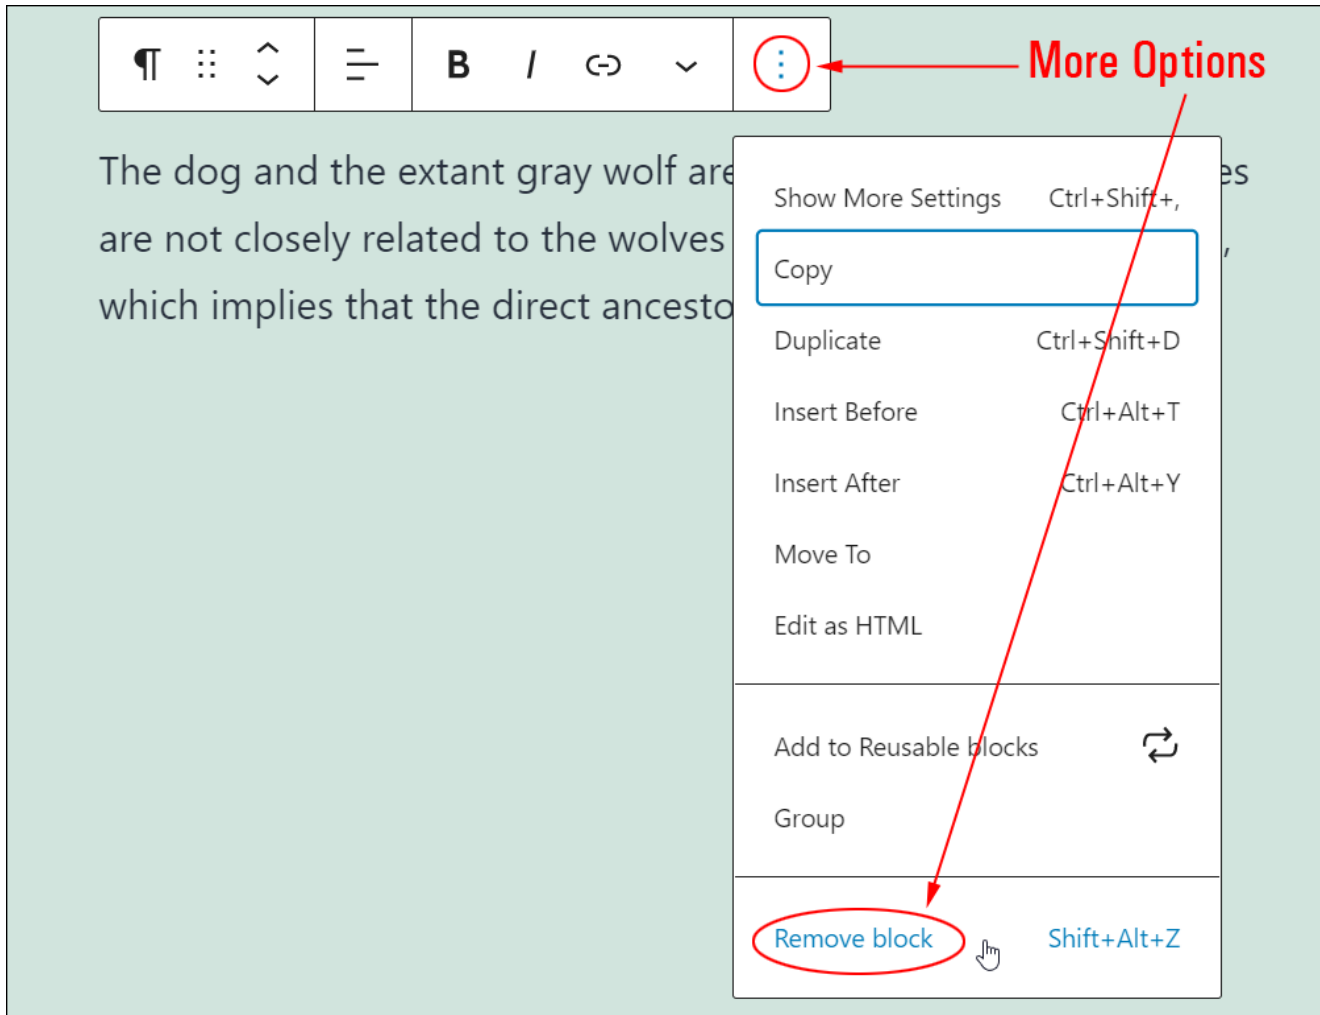 B I
More Options
The dog and the extant gray wolf are
es
are not closely related to the wolves
,
which implies that the direct ancesto
Show More Settings Ctrl+Shift+,
Copy
Duplicate Ctrl+Shift+D
Insert Before Ctrl+Alt+T
Insert After Ctrl+Alt+Y
Move To
Edit as HTML
Add to Reusable blocks
Group
Remove block Shift+Alt+Z